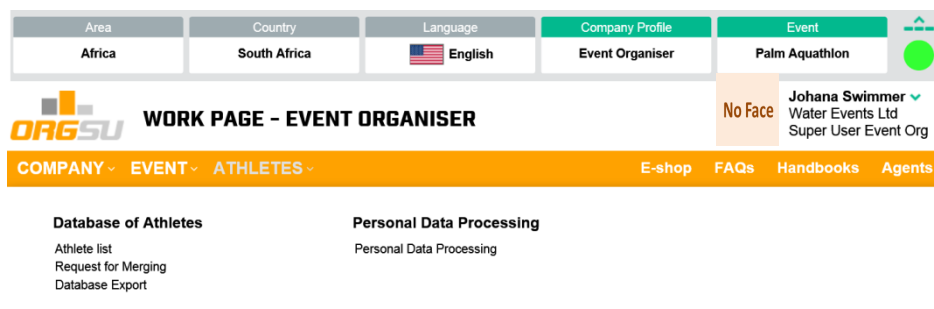 Area
Country
Language
Company Profile
Event
Africa
South Africa
English
Event Organiser
Palm Aquathlon
ORGSU
WORK PAGE - EVENT ORGANISER
No Face
Johana Swimmer
Water Events Ltd
Super User Event Org
COMPANY
EVENT
ATHLETES
E-shop
FAQs
Handbooks
Agents
Database of Athletes
Personal Data Processing
Athlete list
Personal Data Processing
Request for Merging
Database Export